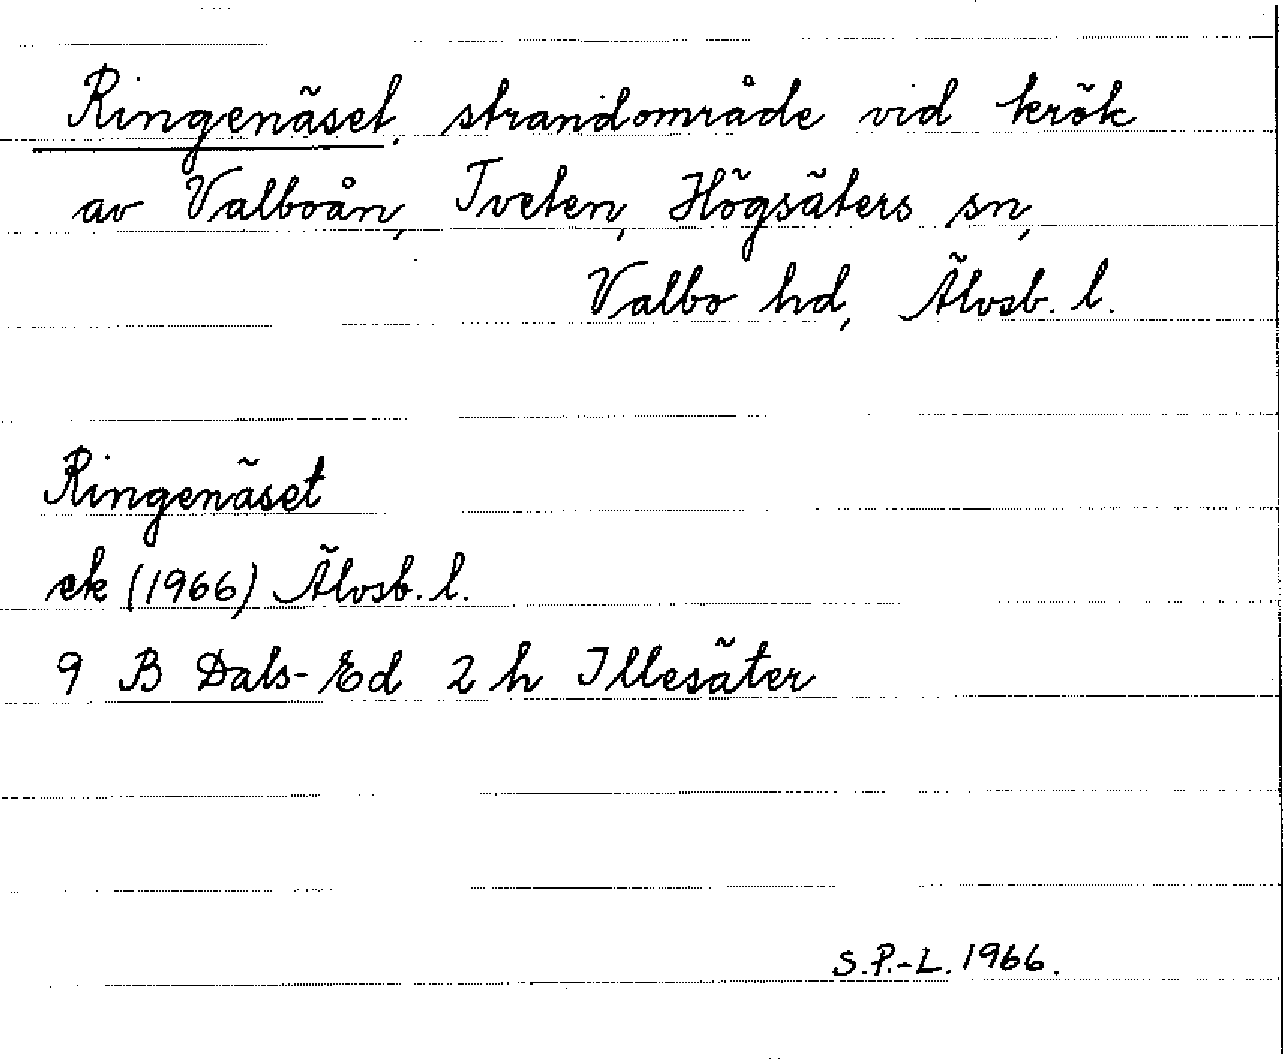 Ringenäset, strandområde vid krök
av Valboån, Tveten, Högsäters sn,
Valbo hd, Älvsb. l.
Ringenäset
ek (1966) Älvsb. l.
9 B Dals-Ed 2 h Illesäter
S.P.-L. 1966.